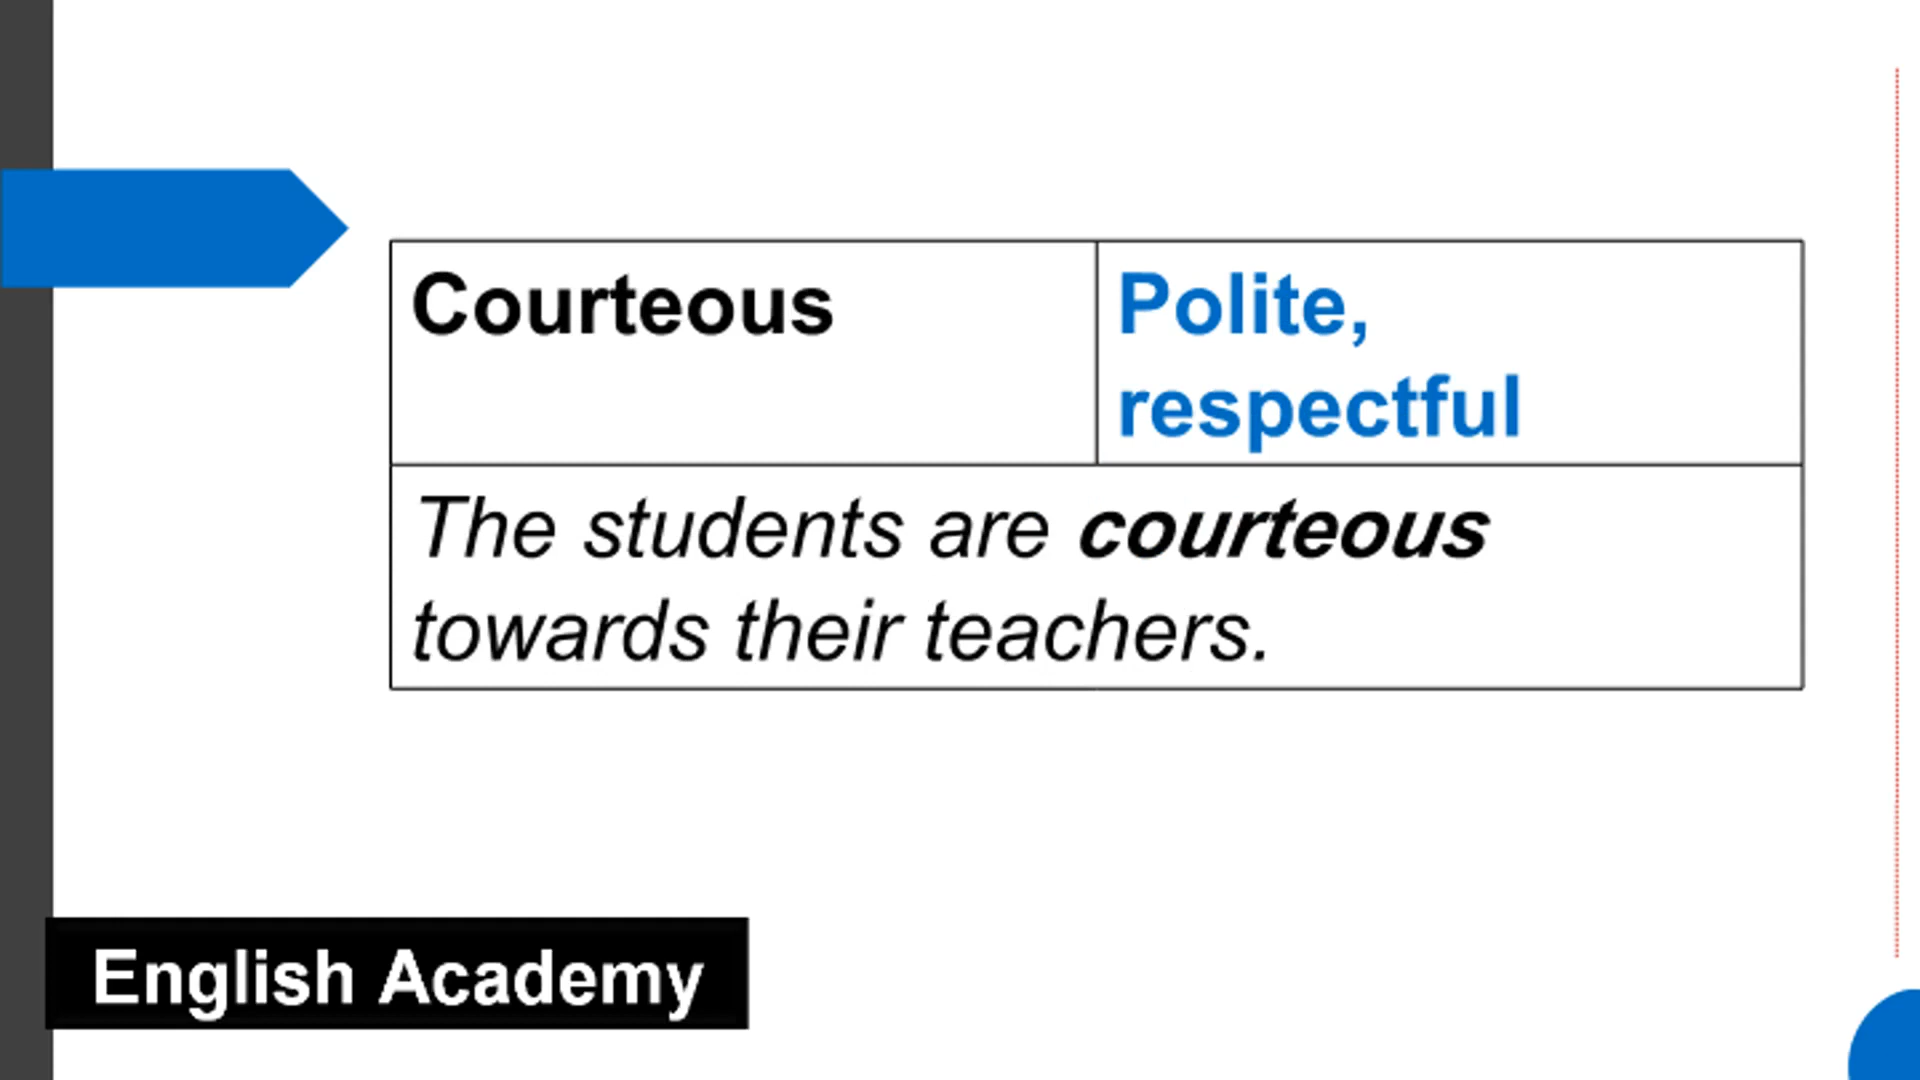 Courteous
Polite,
respectful
The students are courteous
towards their teachers.
English Academy